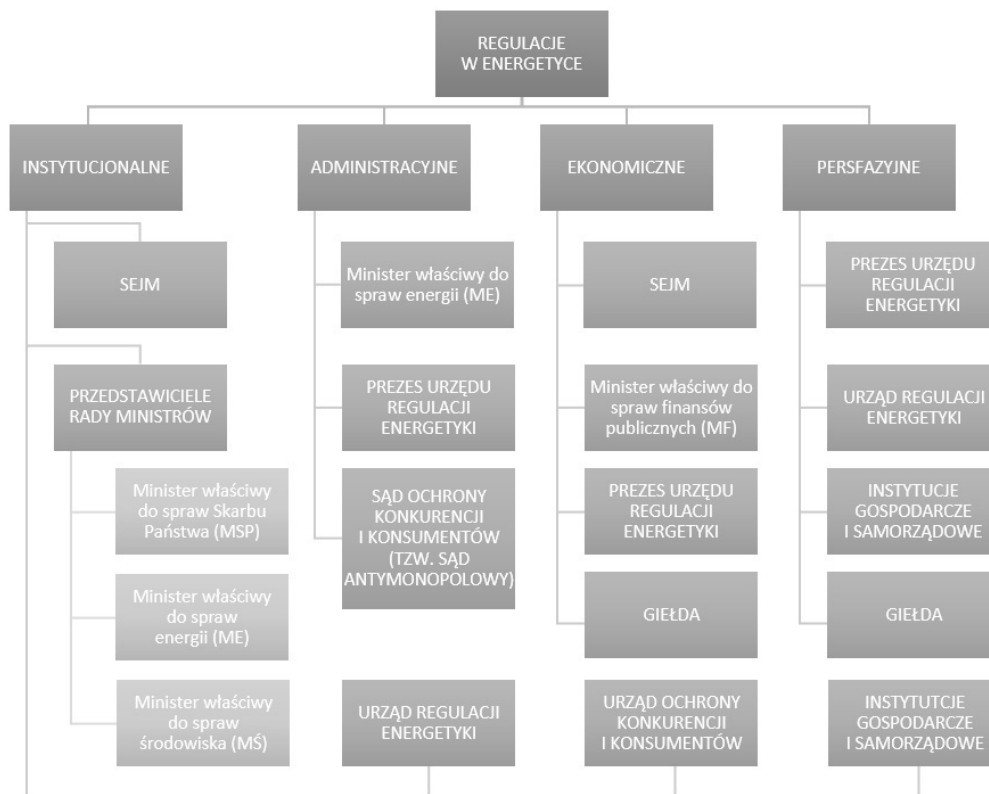 REGULACJE
W ENERGETYCE
INSTYTUCJONALNE
SEJM
PRZEDSTAWICIELE
RADY MINISTRÓW
Minister właściwy
do spraw Skarbu
Państwa (MSP)
Minister właściwy
do spraw
energii (ME)
Minister właściwy
do spraw
środowiska (MŚ)
ADMINISTRACYJNE
Minister właściwy do
spraw energii (ME)
PREZES URZĘDU
REGULACJI
ENERGETYKI
SĄD OCHRONY
KONKURENCJI
I KONSUMENTÓW
(TZW. SĄD
ANTYMONOPOLOWY)
URZĄD REGULACJI
ENERGETYKI
EKONOMICZNE
SEJM
Minister właściwy do
spraw finansów
publicznych (MF)
PREZES URZĘDU
REGULACJI
ENERGETYKI
GIEŁDA
URZĄD OCHRONY
KONKURENCJI
I KONSUMENTÓW
PERSFAZYJNE
PREZES URZĘDU
REGULACJI
ENERGETYKI
URZĄD REGULACJI
ENERGETYKI
INSTYTUCJE
GOSPODARCZE
I SAMORZĄDOWE
GIEŁDA
INSTYTUTCJE
GOSPODARCZE
I SAMORZĄDOWE